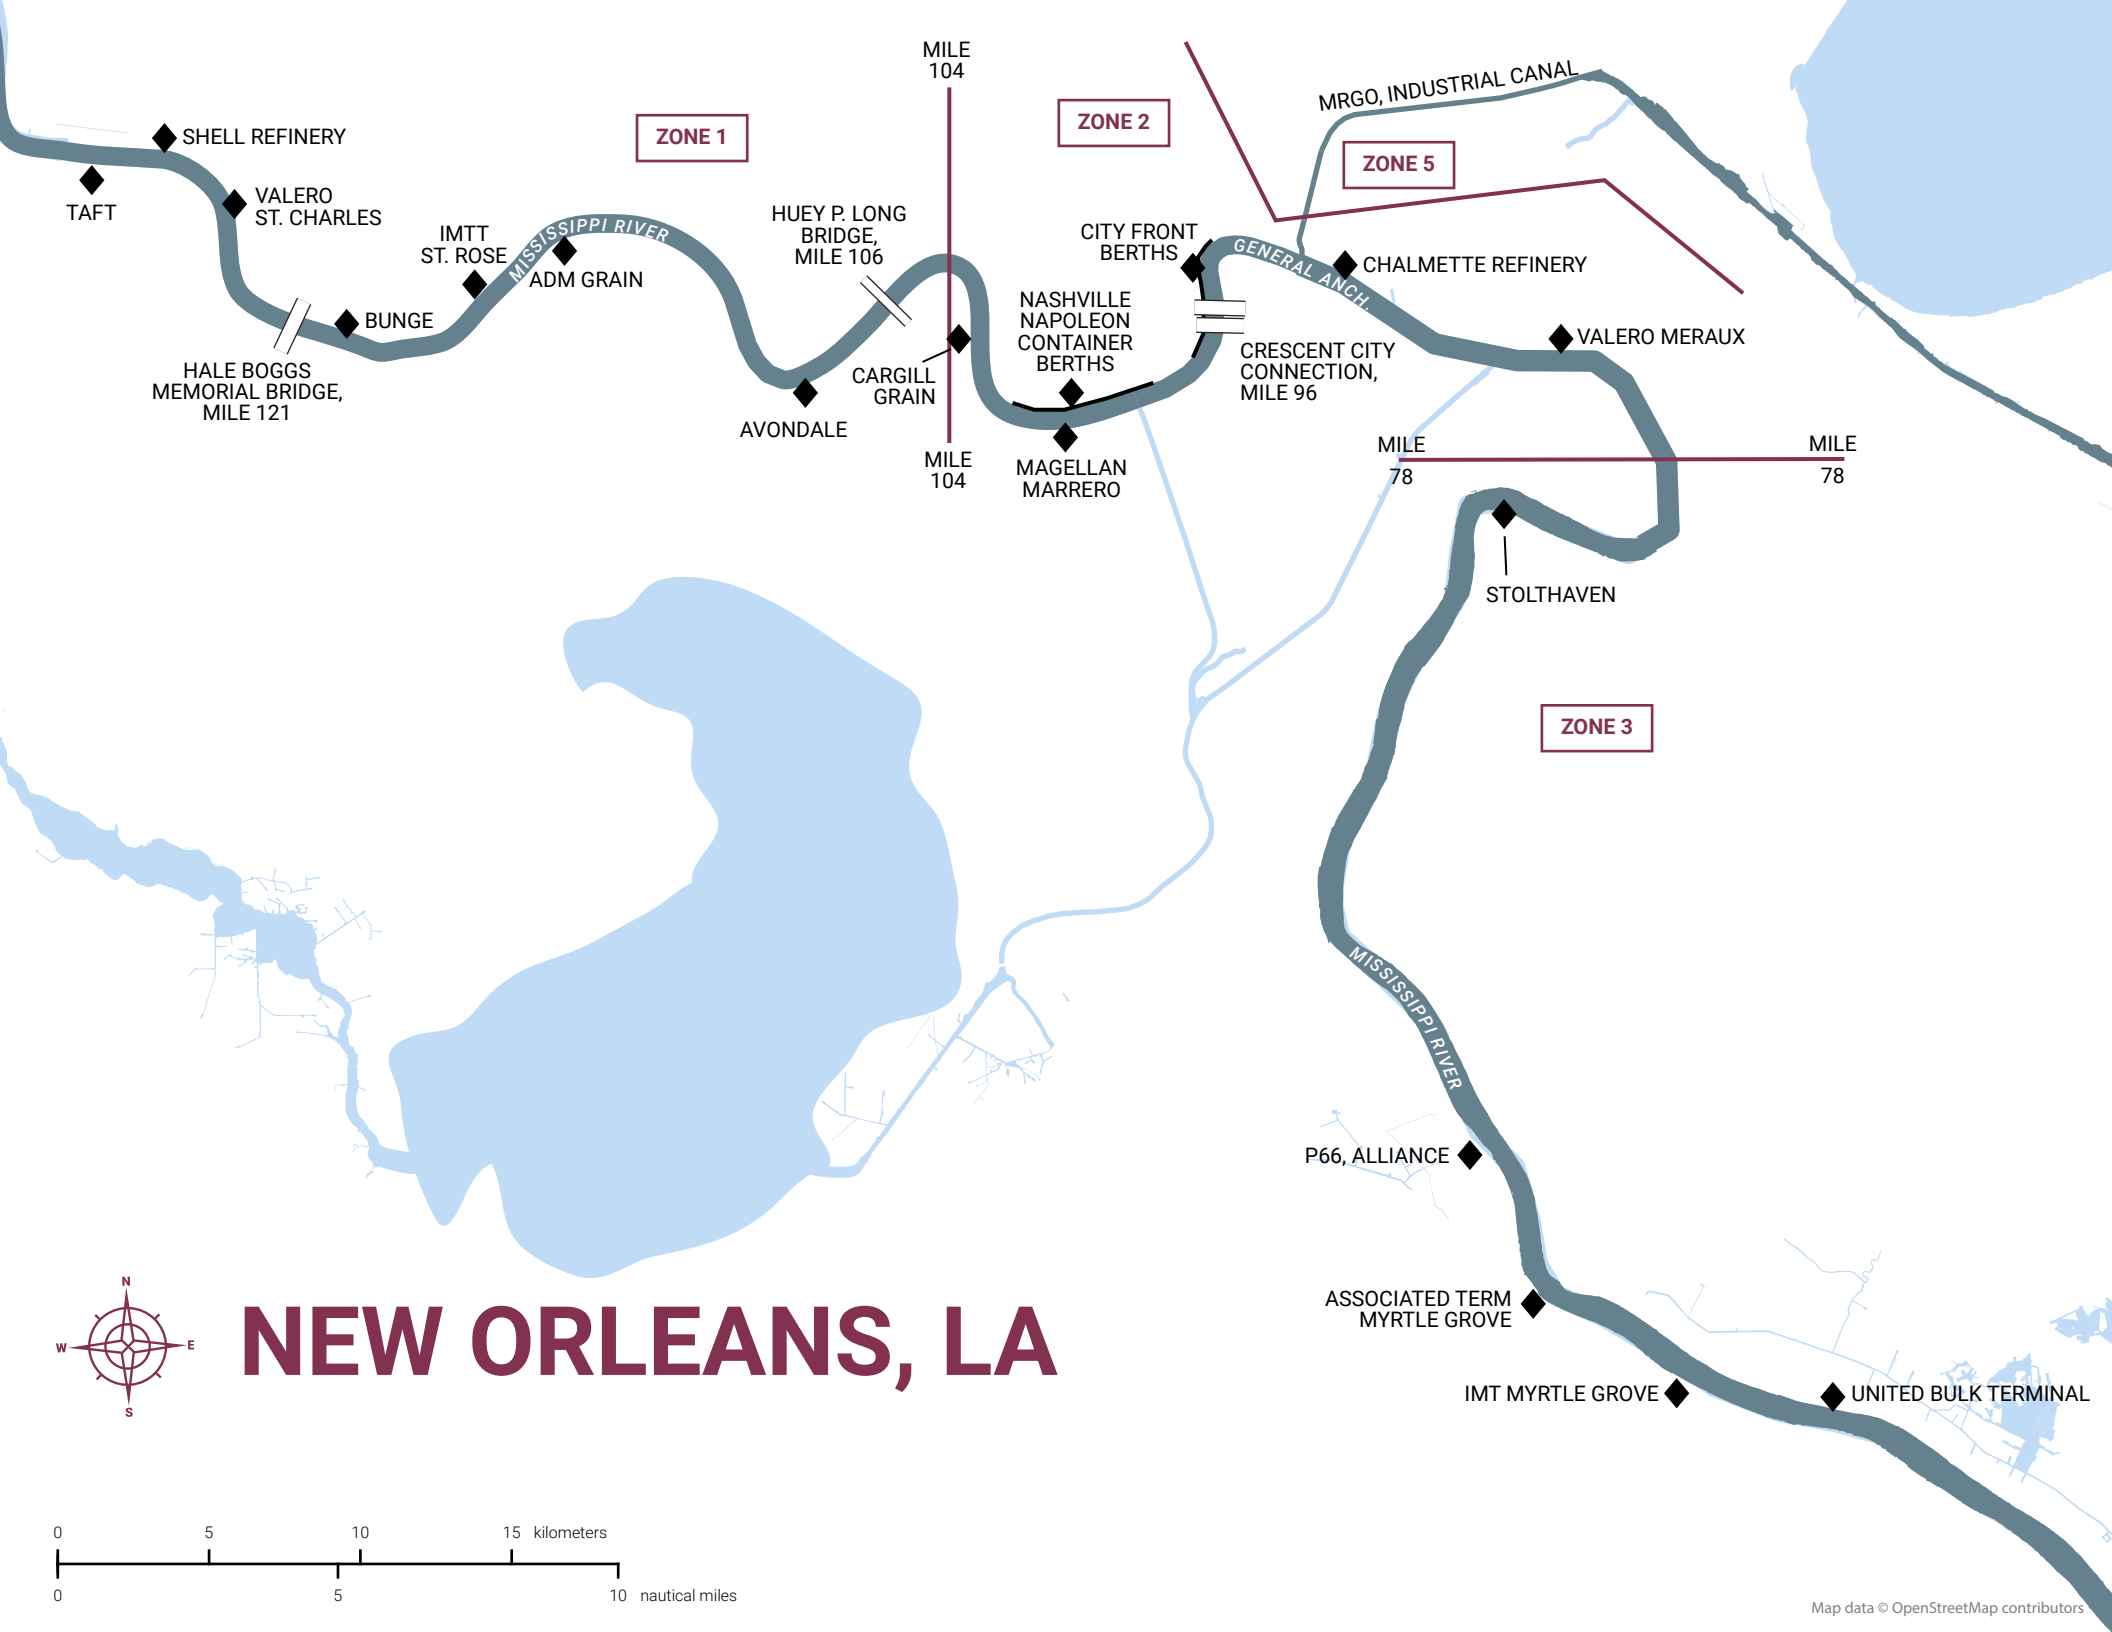 MILE
104
MRGO, INDUSTRIAL CANAL
ZONE 1
ZONE 2
ZONE 5
SHELL REFINERY
TAFT
VALERO
ST. CHARLES
IMTT
ST. ROSE
MISSISSIPPI RIVER
ADM GRAIN
HUEY P. LONG
BRIDGE,
MILE 106
CITY FRONT
BERTHS
GENERAL ANCH.
CHALMETTE REFINERY
NASHVILLE
NAPOLEON
CONTAINER
BERTHS
BUNGE
HALE BOGGS
MEMORIAL BRIDGE,
MILE 121
CARGILL
GRAIN
AVONDALE
CRESCENT CITY
CONNECTION,
MILE 96
VALERO MERAUX
MILE
104
MAGELLAN
MARRERO
MILE
78
MILE
78
STOLTHAVEN
ZONE 3
MISSISSIPPI RIVER
P66, ALLIANCE
ASSOCIATED TERM
MYRTLE GROVE
IMT MYRTLE GROVE
UNITED BULK TERMINAL
N
W
E
S
NEW ORLEANS, LA
0 5 10 15 kilometers
0 5 10 nautical miles
Map data © OpenStreetMap contributors